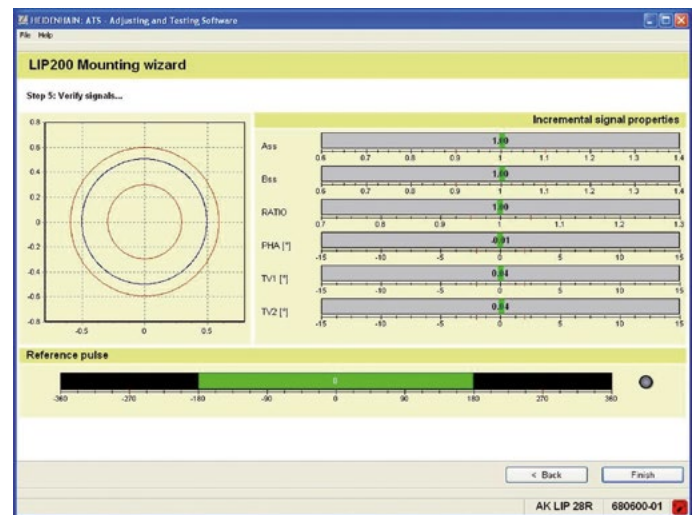 HEIDENHAIN: ATS - Adjusting and Testing Software
File Help
LIP200 Mounting wizard
Step 5: Verify signals...
Incremental signal properties
0.8
0.6
0.4
0.2
0
-0.2
-0.4
-0.6
-0.8
-0.5 0 0.5
Ass 1.00
0.6 0.7 0.8 0.9 1 1.1 1.2 1.3 1.4
Bss 1.00
0.6 0.7 0.8 0.9 1 1.1 1.2 1.3 1.4
RATIO 1.00
0.7 0.8 0.9 1 1.1 1.2 1.3
PHA [°] -0.01
-15 -10 -5 0 5 10 15
TV1 [°] 0.04
-15 -10 -5 0 5 10 15
TV2 [°] 0.04
-15 -10 -5 0 5 10 15
Reference pulse
0
-360 -270 -180 -90 0 90 180 270 360
< Back Finish
AK LIP 28R 680600-01